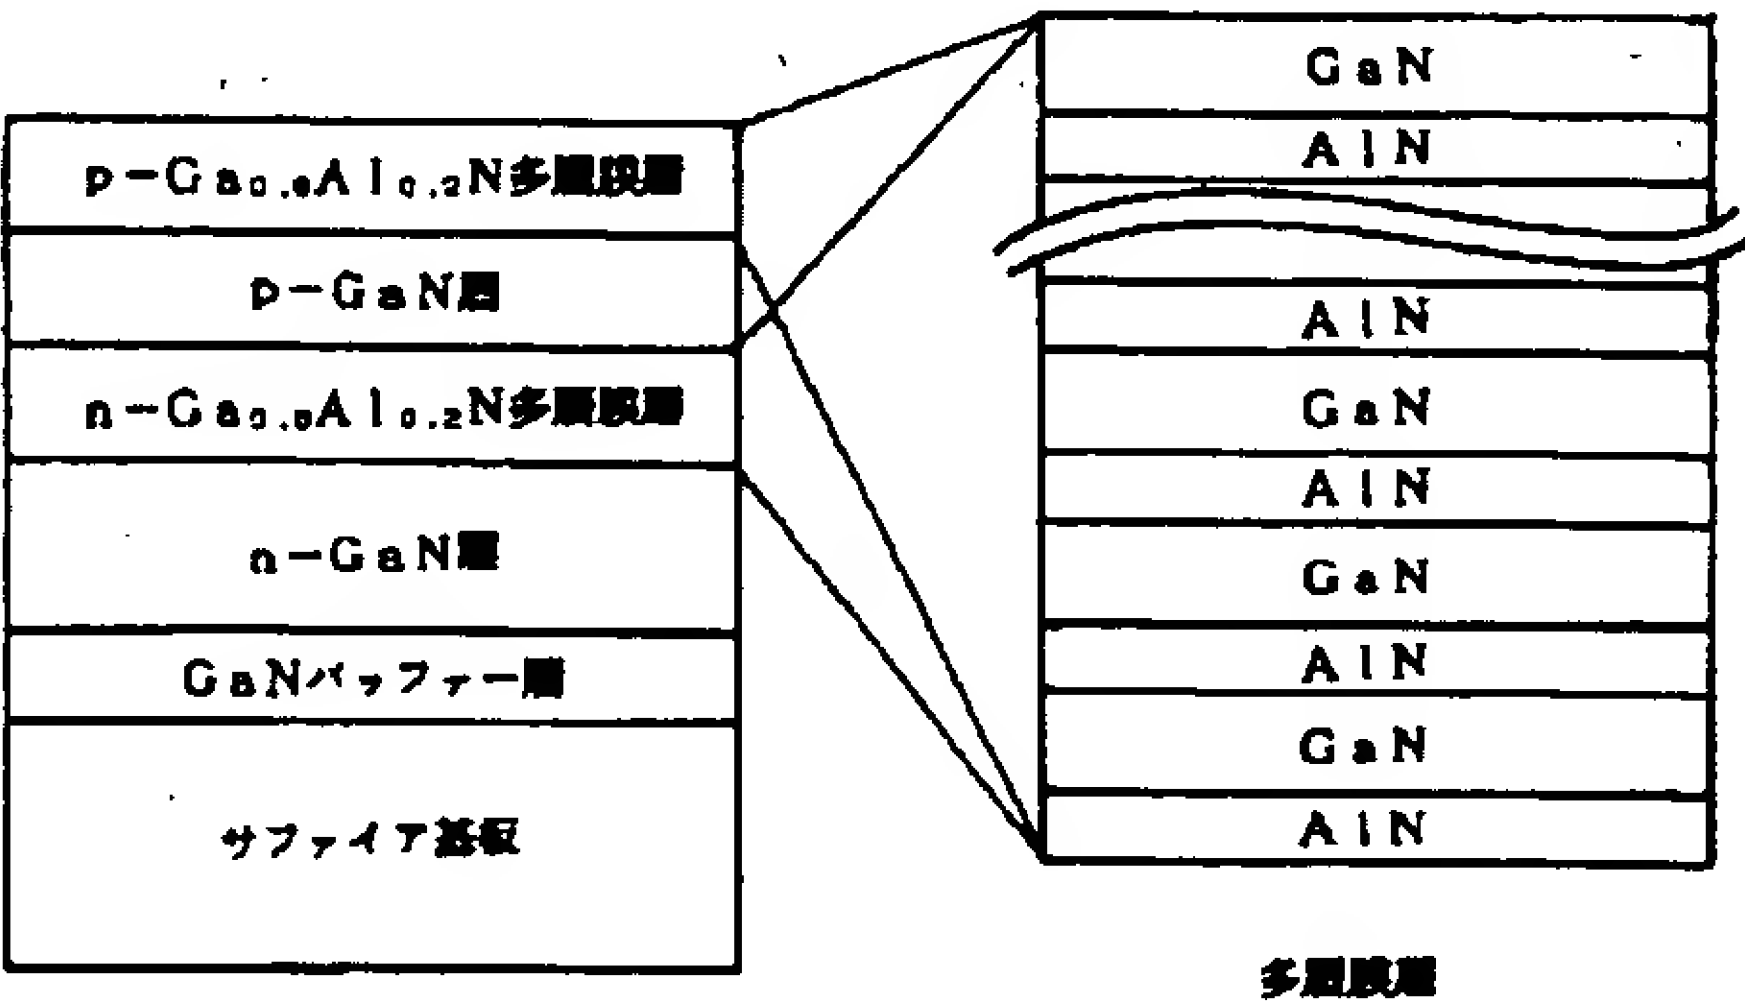 p－Ga₀.₈Al₀.₂N多層膜層
p－GaN層
n－Ga₀.₈Al₀.₂N多層膜層
n－GaN層
GaNバッファー層
サファイア基板
GaN
AlN
AlN
GaN
AlN
GaN
AlN
GaN
AlN
多層膜層